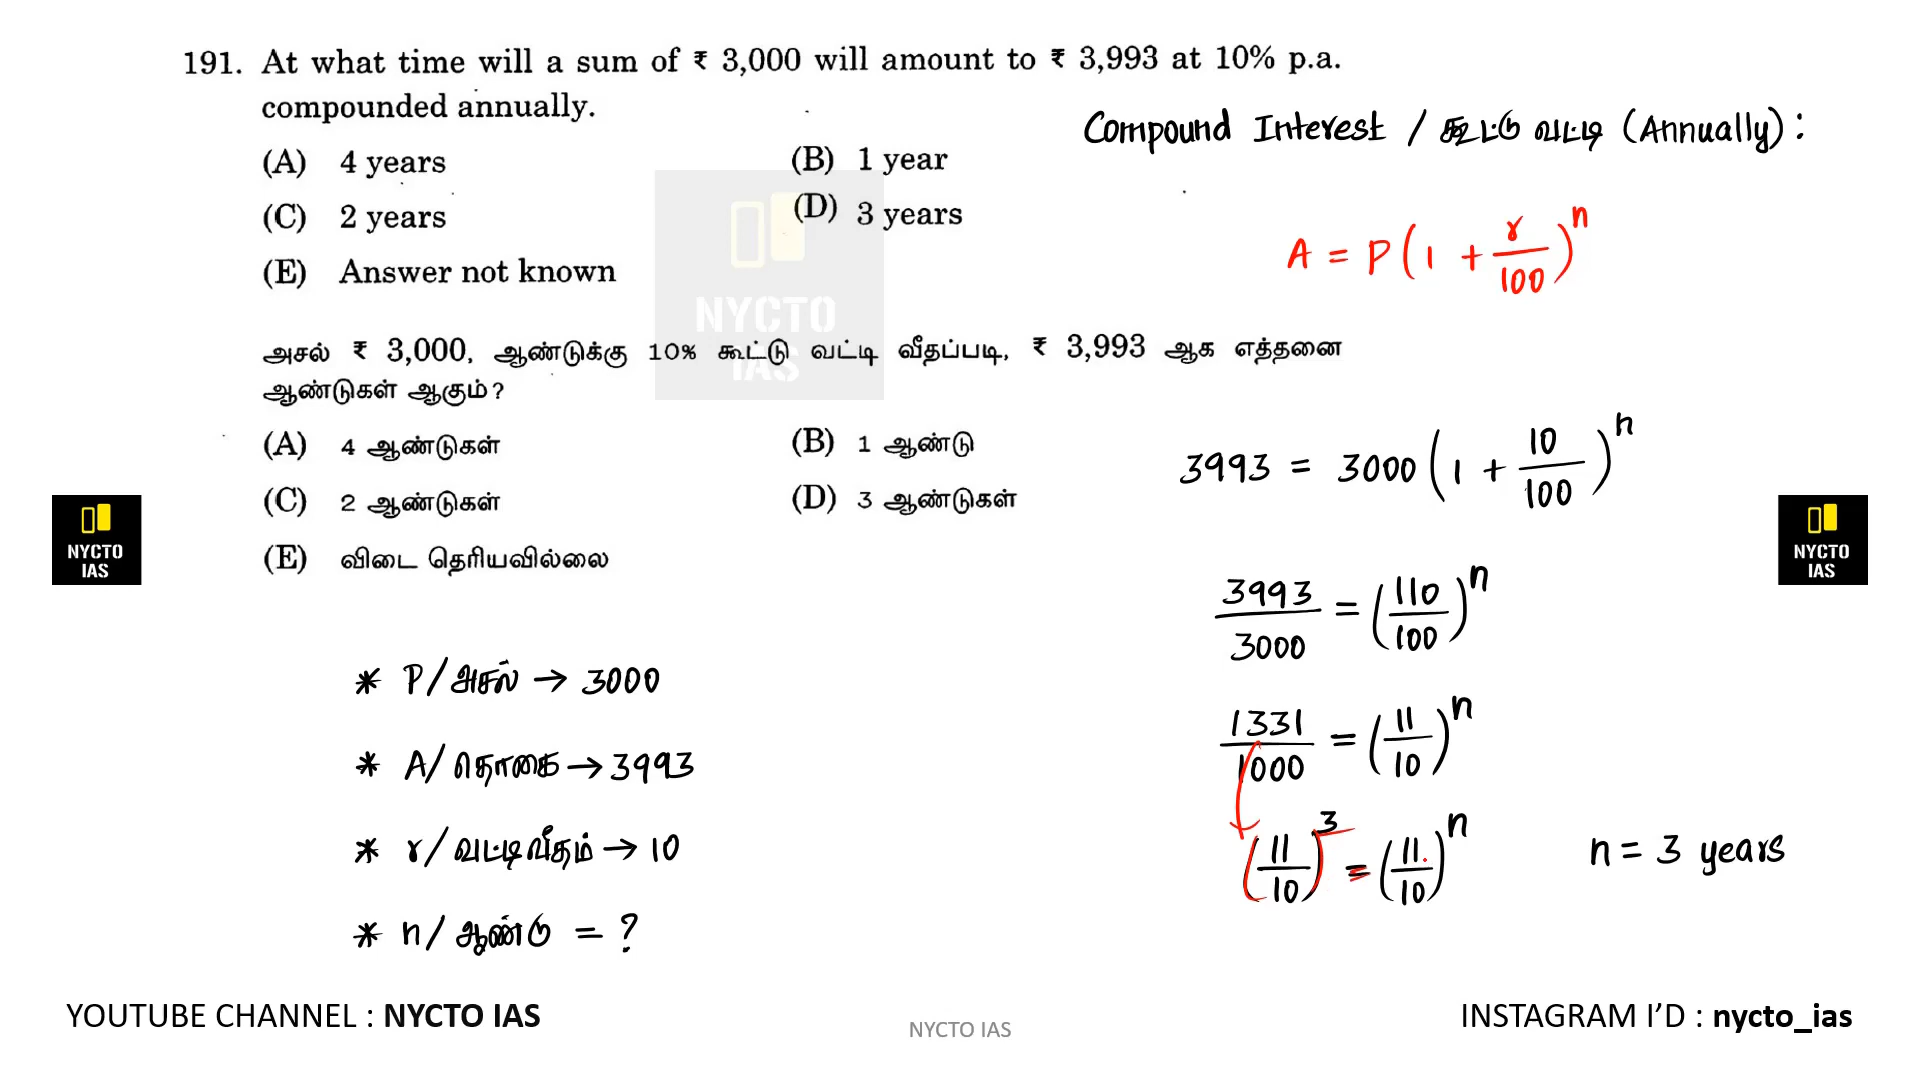 191. At what time will a sum of ₹ 3,000 will amount to ₹ 3,993 at 10% p.a.
compounded annually.
(A) 4 years (B) 1 year
(C) 2 years (D) 3 years
(E) Answer not known
அசல் ₹ 3,000, ஆண்டுக்கு 10% கூட்டு வட்டி வீதப்படி, ₹ 3,993 ஆக எத்தனை
ஆண்டுகள் ஆகும்?
(A) 4 ஆண்டுகள் (B) 1 ஆண்டு
(C) 2 ஆண்டுகள் (D) 3 ஆண்டுகள்
(E) விடை தெரியவில்லை
* P/அசல் → 3000
* A/தொகை → 3993
* r/வட்டிவீதம் → 10
* n/ஆண்டு = ?
Compound Interest / கூட்டு வட்டி (Annually) :
A = P(1 + r/100)^n
3993 = 3000(1 + 10/100)^n
3993/3000 = (110/100)^n
1331/1000 = (11/10)^n
(11/10)^3 = (11/10)^n n = 3 years
NYCTO
IAS
NYCTO
IAS
NYCTO
IAS
YOUTUBE CHANNEL : NYCTO IAS
NYCTO IAS
INSTAGRAM I'D : nycto_ias